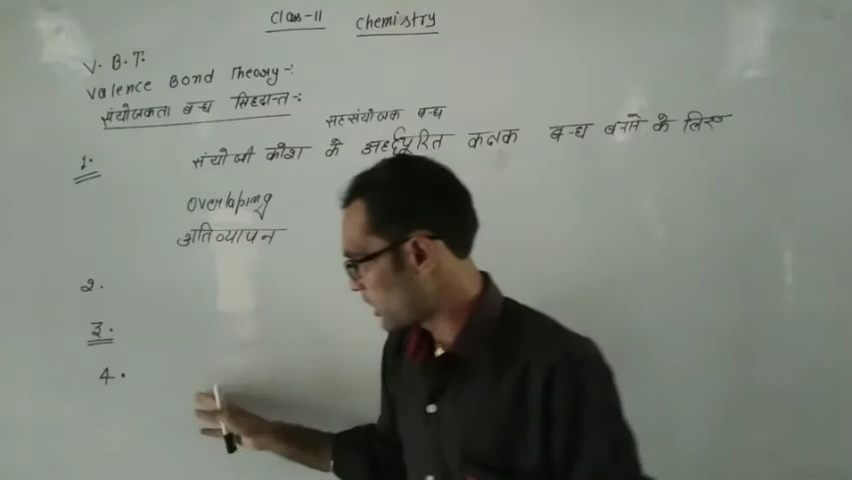 Class-11 Chemistry
V. B. T.
Valence Bond Theory-:
संयोजकता बन्ध सिद्धान्त-:
सहसंयोजक बन्ध
1. संयोजी कोश के अर्द्धपूरित कक्षक बन्ध बनाने के लिए
overlaping
अतिव्यापन
2.
3.
4.